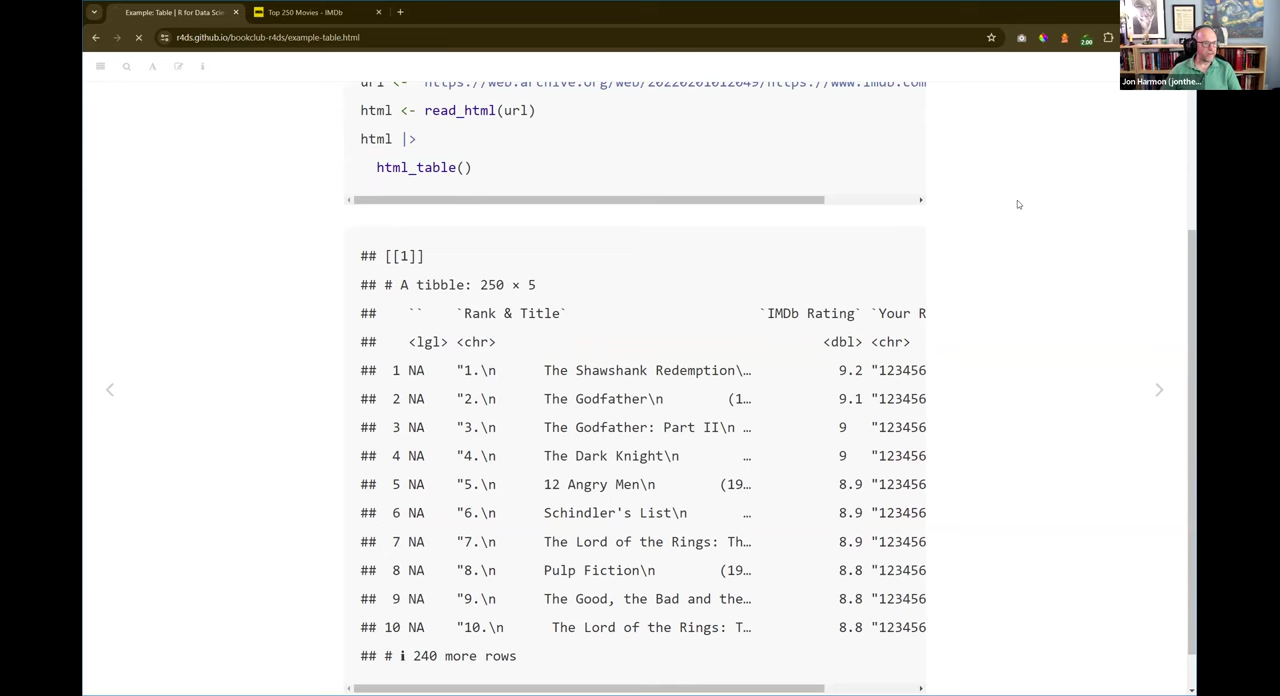 Example: Table | R for Data Scie
Top 250 Movies - IMDb
r4ds.github.io/bookclub-r4ds/example-table.html
2.00
Jon Harmon (jonthe...
url <- "https://web.archive.org/web/20220201012049/https://www.imdb.com
html <- read_html(url)
html |>
html_table()
## [[1]]
## # A tibble: 250 × 5
## `` `Rank & Title` `IMDb Rating` `Your R
## <lgl> <chr> <dbl> <chr>
## 1 NA "1.\n The Shawshank Redemption\… 9.2 "123456
## 2 NA "2.\n The Godfather\n (1… 9.1 "123456
## 3 NA "3.\n The Godfather: Part II\n … 9 "123456
## 4 NA "4.\n The Dark Knight\n … 9 "123456
## 5 NA "5.\n 12 Angry Men\n (19… 8.9 "123456
## 6 NA "6.\n Schindler's List\n … 8.9 "123456
## 7 NA "7.\n The Lord of the Rings: Th… 8.9 "123456
## 8 NA "8.\n Pulp Fiction\n (19… 8.8 "123456
## 9 NA "9.\n The Good, the Bad and the… 8.8 "123456
## 10 NA "10.\n The Lord of the Rings: T… 8.8 "123456
## # ℹ 240 more rows